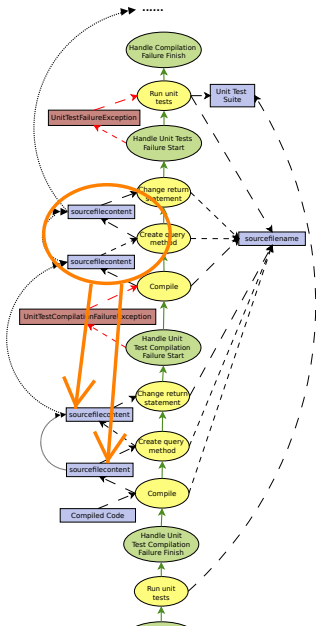 ......
Handle Compilation
Failure Finish
Run unit
tests
Unit Test
Suite
UnitTestFailureException
Handle Unit Tests
Failure Start
Change return
statement
sourcefilecontent
Create query
method
sourcefilename
sourcefilecontent
Compile
UnitTestCompilationFailureException
Handle Unit
Test Compilation
Failure Start
Change return
statement
sourcefilecontent
Create query
method
sourcefilecontent
Compile
Compiled Code
Handle Unit
Test Compilation
Failure Finish
Run unit
tests